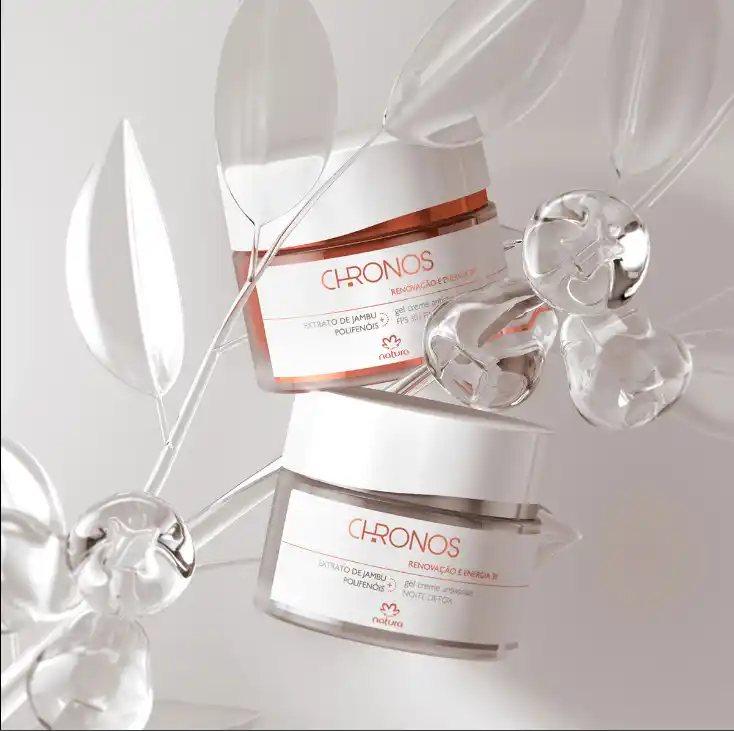 CHRONOS
RENOVAÇÃO E ENERGIA
EXTRATO DE JAMBU
POLIFENÓIS +
gel creme
FPS 30
natura
CHRONOS
RENOVAÇÃO E ENERGIA
EXTRATO DE JAMBU
POLIFENÓIS +
gel creme antissinais
NOITE DETOX
natura